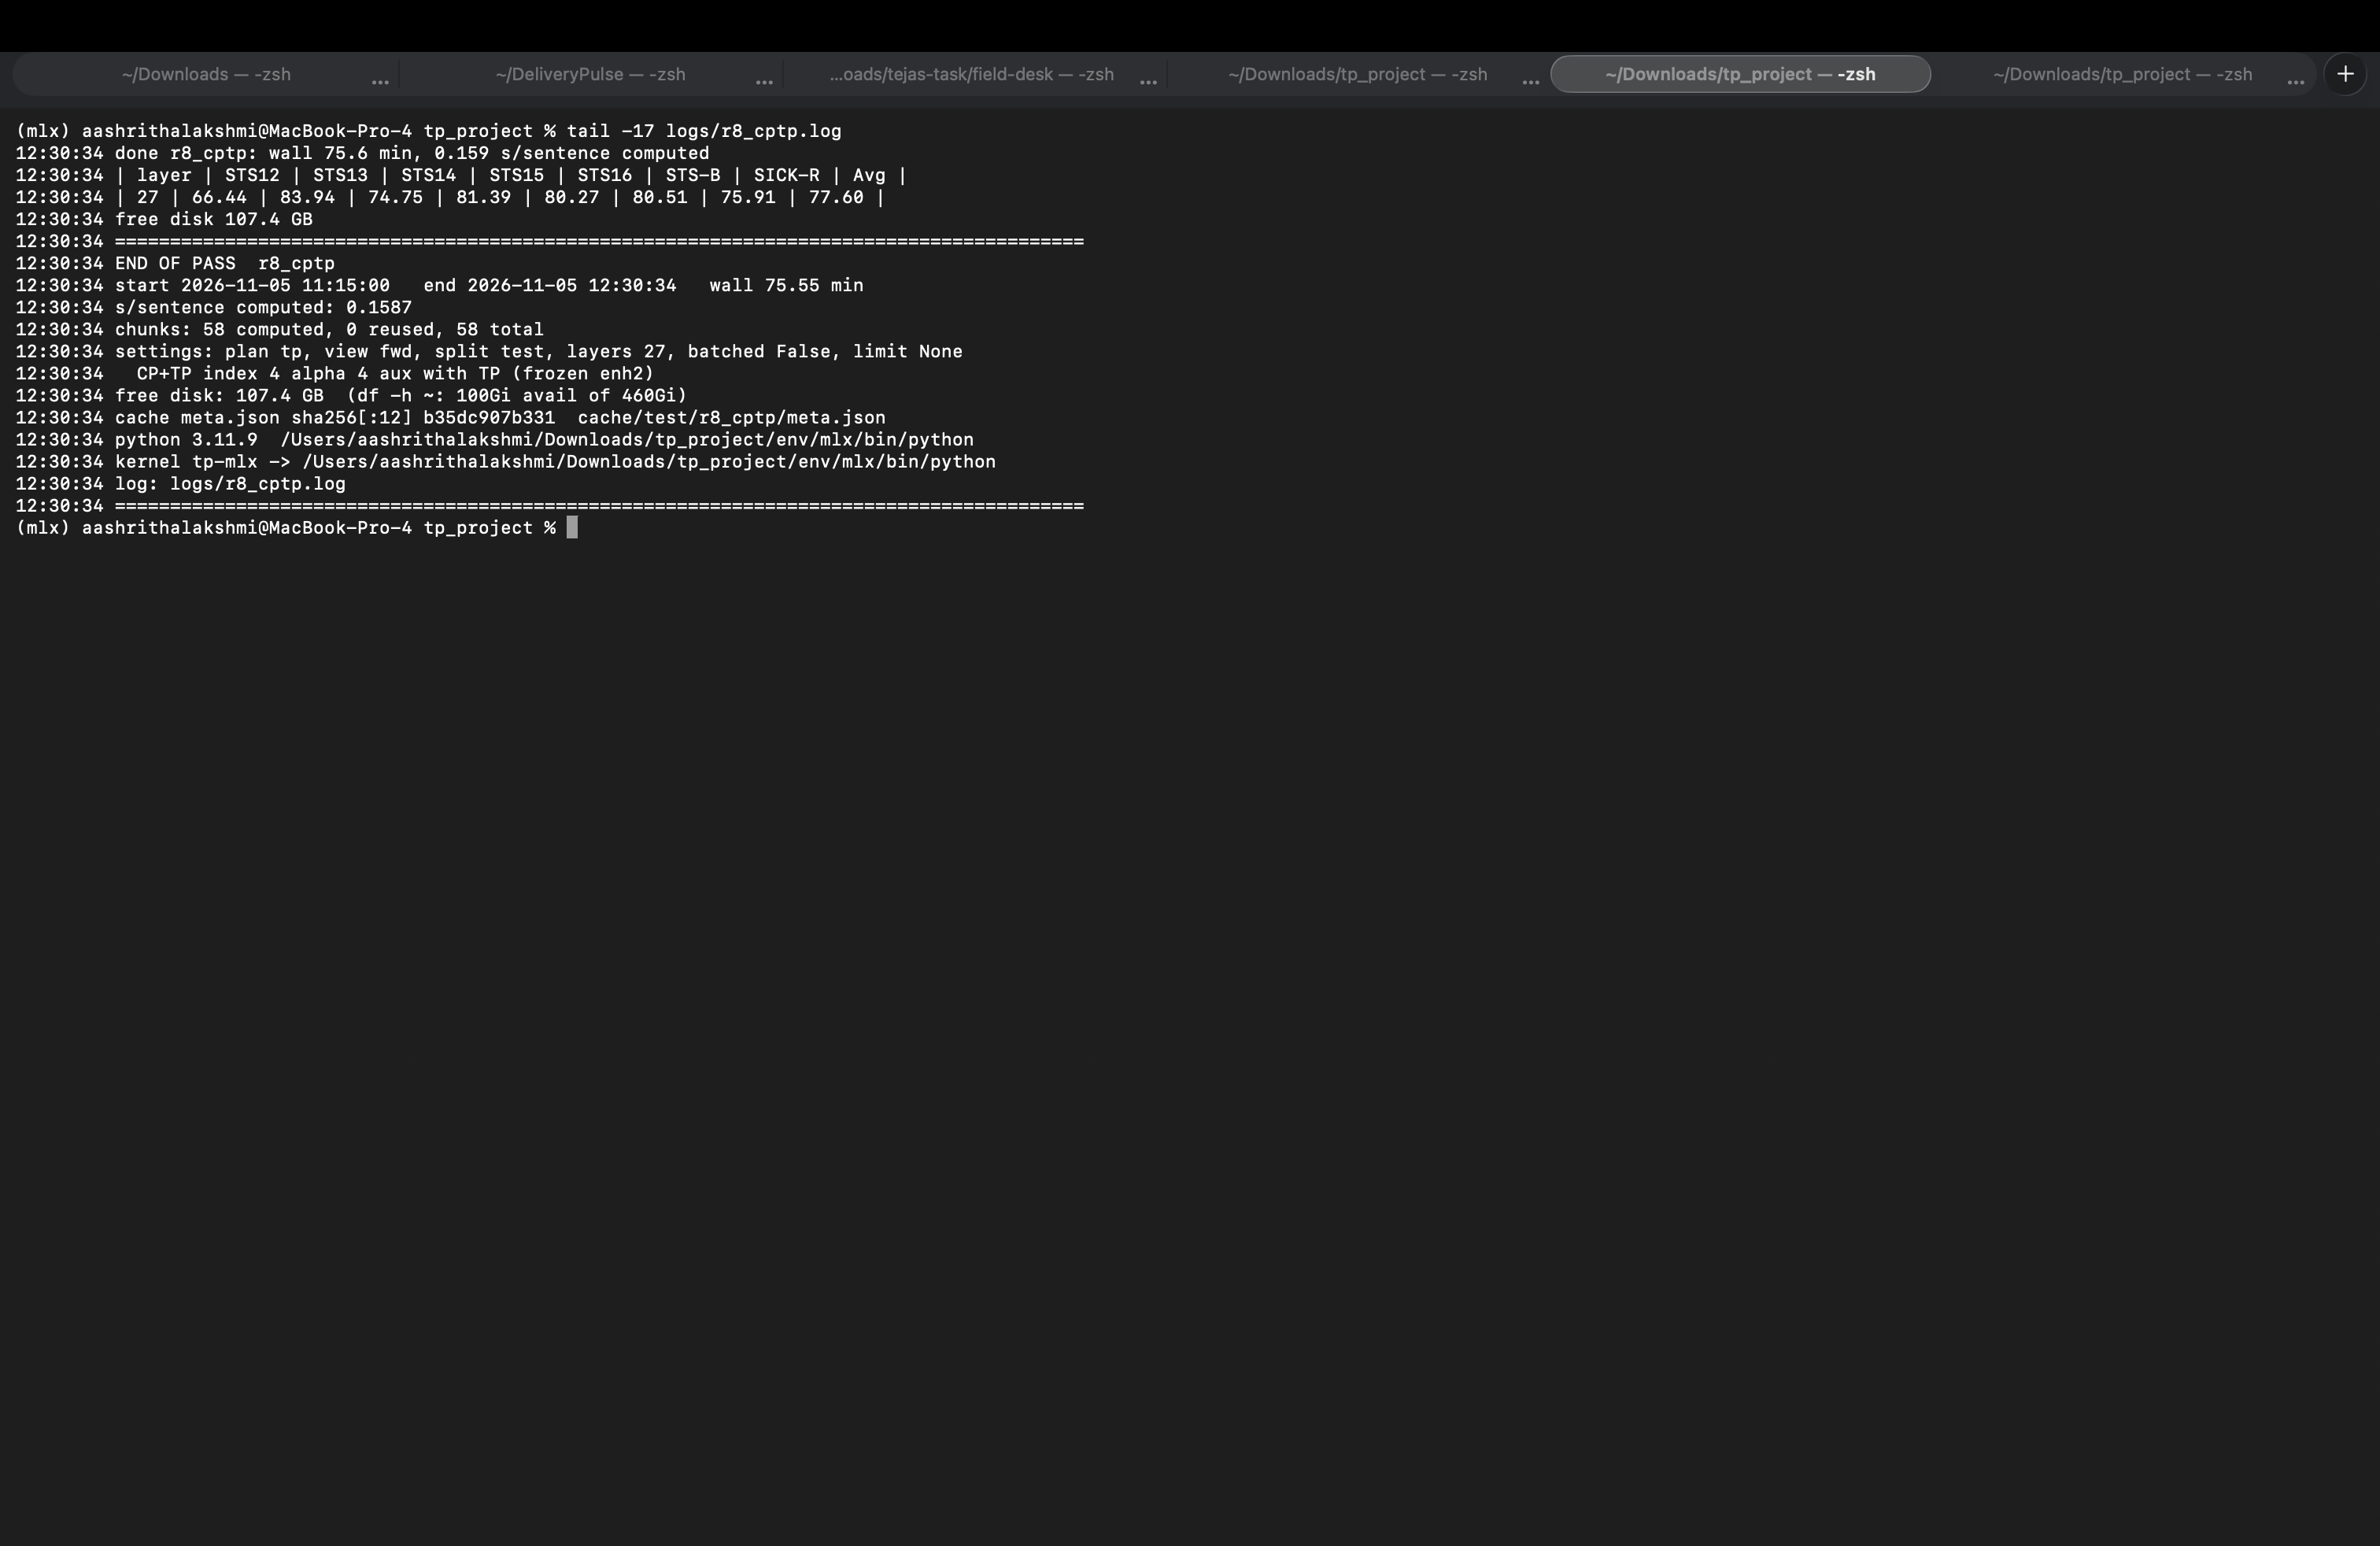 ~/Downloads — -zsh ... ~/DeliveryPulse — -zsh ... ...oads/tejas-task/field-desk — -zsh ... ~/Downloads/tp_project — -zsh ... ~/Downloads/tp_project — -zsh ~/Downloads/tp_project — -zsh ... +
(mlx) aashrithalakshmi@MacBook-Pro-4 tp_project % tail -17 logs/r8_cptp.log
12:30:34 done r8_cptp: wall 75.6 min, 0.159 s/sentence computed
12:30:34 | layer | STS12 | STS13 | STS14 | STS15 | STS16 | STS-B | SICK-R | Avg |
12:30:34 | 27 | 66.44 | 83.94 | 74.75 | 81.39 | 80.27 | 80.51 | 75.91 | 77.60 |
12:30:34 free disk 107.4 GB
12:30:34 ========================================================================================
12:30:34 END OF PASS  r8_cptp
12:30:34 start 2026-11-05 11:15:00   end 2026-11-05 12:30:34   wall 75.55 min
12:30:34 s/sentence computed: 0.1587
12:30:34 chunks: 58 computed, 0 reused, 58 total
12:30:34 settings: plan tp, view fwd, split test, layers 27, batched False, limit None
12:30:34   CP+TP index 4 alpha 4 aux with TP (frozen enh2)
12:30:34 free disk: 107.4 GB  (df -h ~: 100Gi avail of 460Gi)
12:30:34 cache meta.json sha256[:12] b35dc907b331  cache/test/r8_cptp/meta.json
12:30:34 python 3.11.9  /Users/aashrithalakshmi/Downloads/tp_project/env/mlx/bin/python
12:30:34 kernel tp-mlx -> /Users/aashrithalakshmi/Downloads/tp_project/env/mlx/bin/python
12:30:34 log: logs/r8_cptp.log
12:30:34 ========================================================================================
(mlx) aashrithalakshmi@MacBook-Pro-4 tp_project %